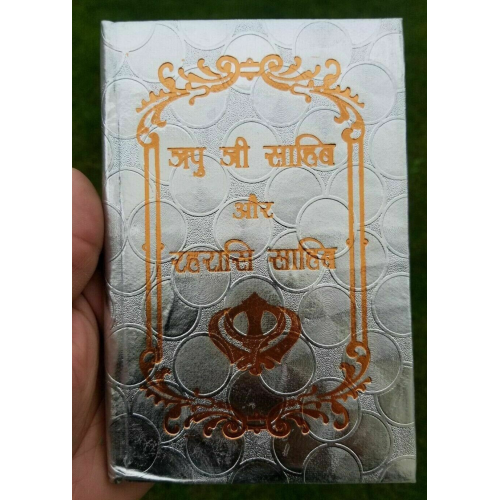 जपु जी साहिब
और
रहरासि साहिब